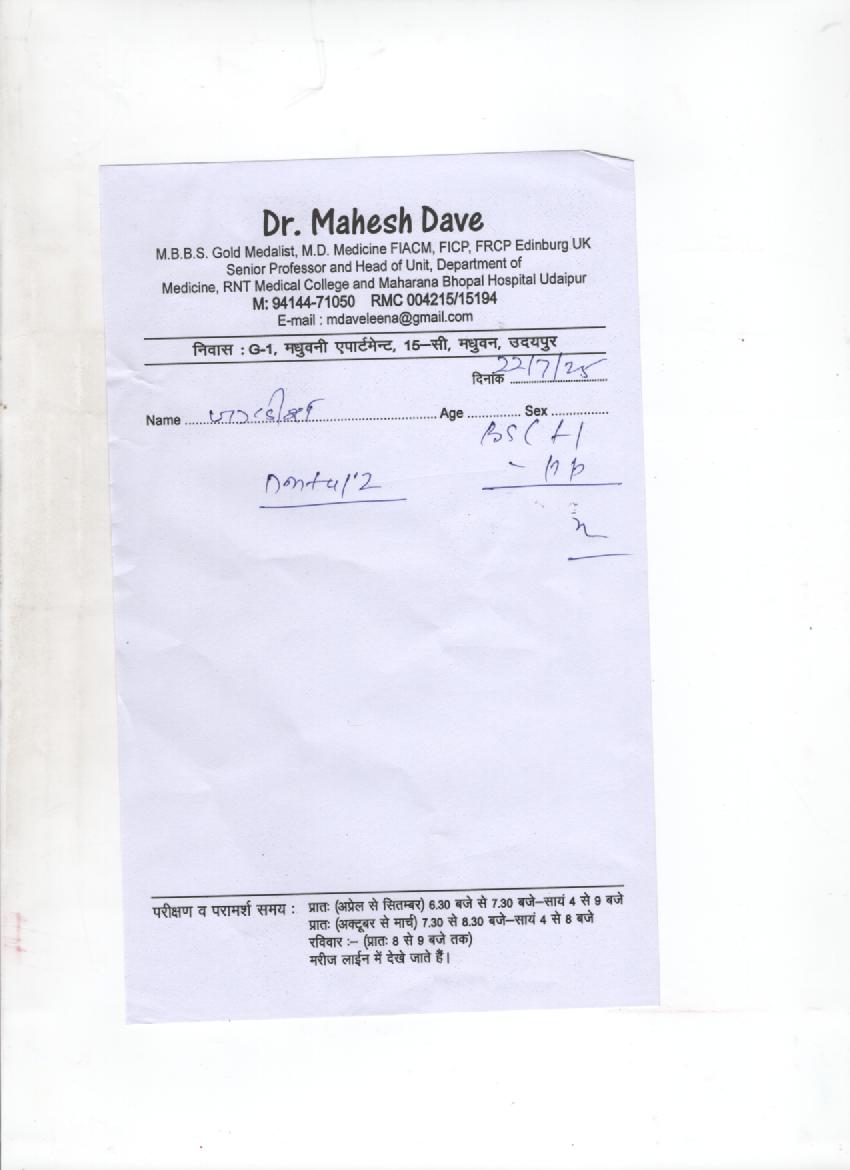 Dr. Mahesh Dave
M.B.B.S. Gold Medalist, M.D. Medicine FIACM, FICP, FRCP Edinburg UK
Senior Professor and Head of Unit, Department of
Medicine, RNT Medical College and Maharana Bhopal Hospital Udaipur
M: 94144-71050 RMC 004215/15194
E-mail : mdaveleena@gmail.com
निवास : G-1, मधुवनी एपार्टमेन्ट, 15–सी, मधुवन, उदयपुर
दिनांक 22/7/25
Name Age Sex
परीक्षण व परामर्श समय : प्रातः (अप्रेल से सितम्बर) 6.30 बजे से 7.30 बजे–सायं 4 से 9 बजे
प्रातः (अक्टूबर से मार्च) 7.30 से 8.30 बजे–सायं 4 से 8 बजे
रविवार :– (प्रातः 8 से 9 बजे तक)
मरीज लाईन में देखे जाते हैं।